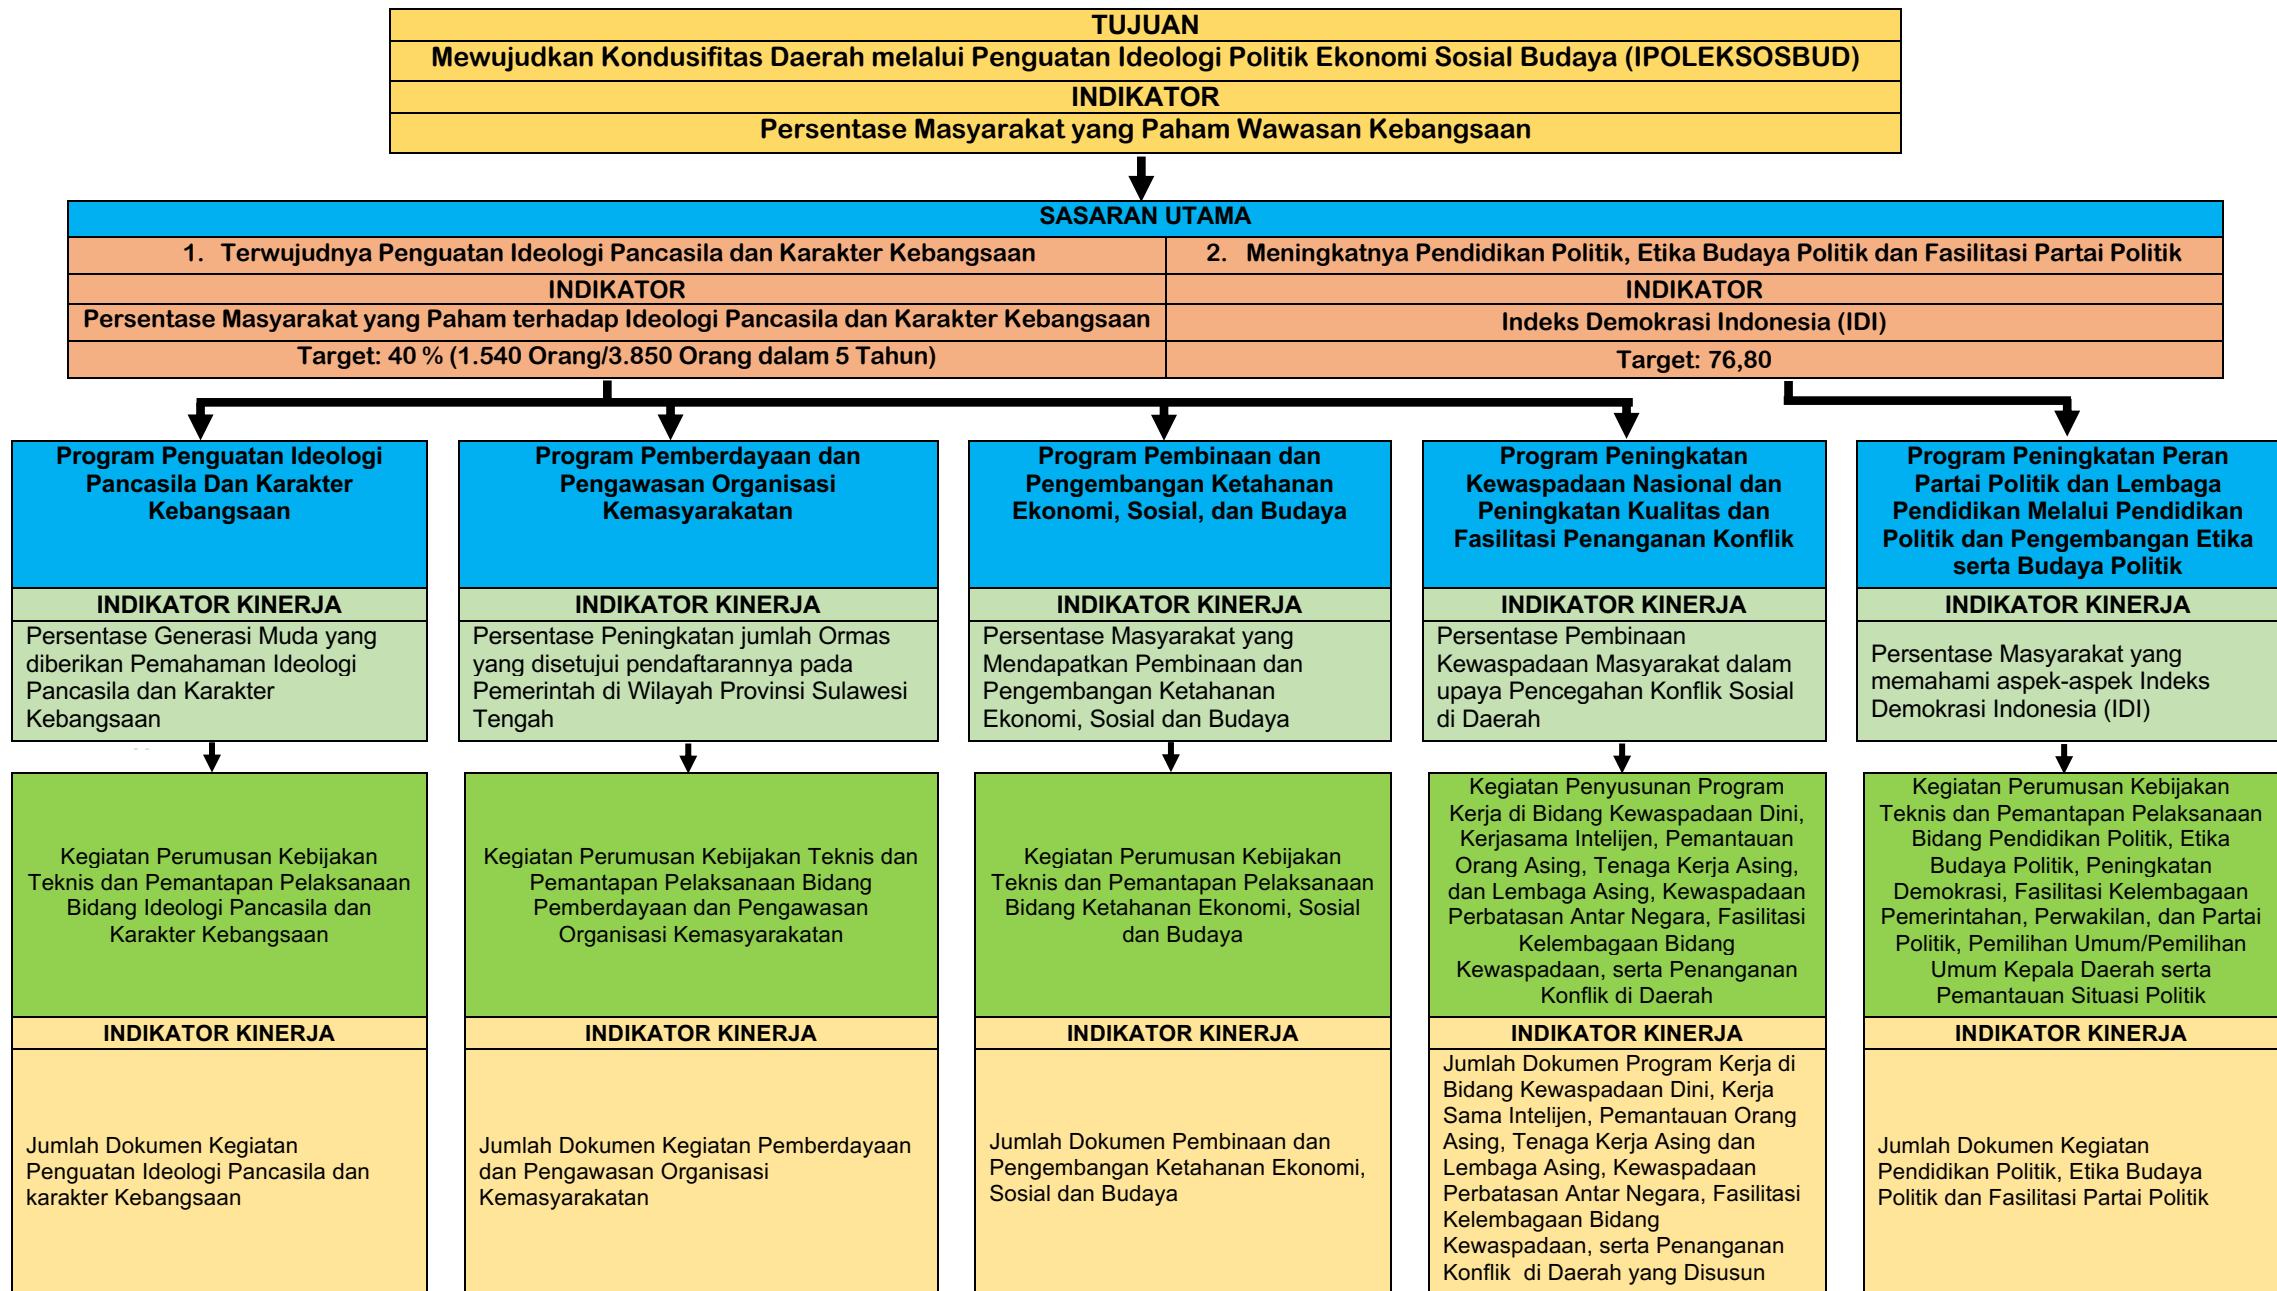 TUJUAN
Mewujudkan Kondusifitas Daerah melalui Penguatan Ideologi Politik Ekonomi Sosial Budaya (IPOLEKSOSBUD)
INDIKATOR
Persentase Masyarakat yang Paham Wawasan Kebangsaan
SASARAN UTAMA
1. Terwujudnya Penguatan Ideologi Pancasila dan Karakter Kebangsaan
INDIKATOR
Persentase Masyarakat yang Paham terhadap Ideologi Pancasila dan Karakter Kebangsaan
Target: 40 % (1.540 Orang/3.850 Orang dalam 5 Tahun)
2. Meningkatnya Pendidikan Politik, Etika Budaya Politik dan Fasilitasi Partai Politik
INDIKATOR
Indeks Demokrasi Indonesia (IDI)
Target: 76,80
Program Penguatan Ideologi
Pancasila Dan Karakter
Kebangsaan
INDIKATOR KINERJA
Persentase Generasi Muda yang
diberikan Pemahaman Ideologi
Pancasila dan Karakter
Kebangsaan
Kegiatan Perumusan Kebijakan
Teknis dan Pemantapan Pelaksanaan
Bidang Ideologi Pancasila dan
Karakter Kebangsaan
INDIKATOR KINERJA
Jumlah Dokumen Kegiatan
Penguatan Ideologi Pancasila dan
karakter Kebangsaan
Program Pemberdayaan dan
Pengawasan Organisasi
Kemasyarakatan
INDIKATOR KINERJA
Persentase Peningkatan jumlah Ormas
yang disetujui pendaftarannya pada
Pemerintah di Wilayah Provinsi Sulawesi
Tengah
Kegiatan Perumusan Kebijakan Teknis dan
Pemantapan Pelaksanaan Bidang
Pemberdayaan dan Pengawasan
Organisasi Kemasyarakatan
INDIKATOR KINERJA
Jumlah Dokumen Kegiatan Pemberdayaan
dan Pengawasan Organisasi
Kemasyarakatan
Program Pembinaan dan
Pengembangan Ketahanan
Ekonomi, Sosial, dan Budaya
INDIKATOR KINERJA
Persentase Masyarakat yang
Mendapatkan Pembinaan dan
Pengembangan Ketahanan
Ekonomi, Sosial dan Budaya
Kegiatan Perumusan Kebijakan
Teknis dan Pemantapan Pelaksanaan
Bidang Ketahanan Ekonomi, Sosial
dan Budaya
INDIKATOR KINERJA
Jumlah Dokumen Pembinaan dan
Pengembangan Ketahanan Ekonomi,
Sosial dan Budaya
Program Peningkatan
Kewaspadaan Nasional dan
Peningkatan Kualitas dan
Fasilitasi Penanganan Konflik
INDIKATOR KINERJA
Persentase Pembinaan
Kewaspadaan Masyarakat dalam
upaya Pencegahan Konflik Sosial
di Daerah
Kegiatan Penyusunan Program
Kerja di Bidang Kewaspadaan Dini,
Kerjasama Intelijen, Pemantauan
Orang Asing, Tenaga Kerja Asing,
dan Lembaga Asing, Kewaspadaan
Perbatasan Antar Negara, Fasilitasi
Kelembagaan Bidang
Kewaspadaan, serta Penanganan
Konflik di Daerah
INDIKATOR KINERJA
Jumlah Dokumen Program Kerja di
Bidang Kewaspadaan Dini, Kerja
Sama Intelijen, Pemantauan Orang
Asing, Tenaga Kerja Asing dan
Lembaga Asing, Kewaspadaan
Perbatasan Antar Negara, Fasilitasi
Kelembagaan Bidang
Kewaspadaan, serta Penanganan
Konflik di Daerah yang Disusun
Program Peningkatan Peran
Partai Politik dan Lembaga
Pendidikan Melalui Pendidikan
Politik dan Pengembangan Etika
serta Budaya Politik
INDIKATOR KINERJA
Persentase Masyarakat yang
memahami aspek-aspek Indeks
Demokrasi Indonesia (IDI)
Kegiatan Perumusan Kebijakan
Teknis dan Pemantapan Pelaksanaan
Bidang Pendidikan Politik, Etika
Budaya Politik, Peningkatan
Demokrasi, Fasilitasi Kelembagaan
Pemerintahan, Perwakilan, dan Partai
Politik, Pemilihan Umum/Pemilihan
Umum Kepala Daerah serta
Pemantauan Situasi Politik
INDIKATOR KINERJA
Jumlah Dokumen Kegiatan
Pendidikan Politik, Etika Budaya
Politik dan Fasilitasi Partai Politik